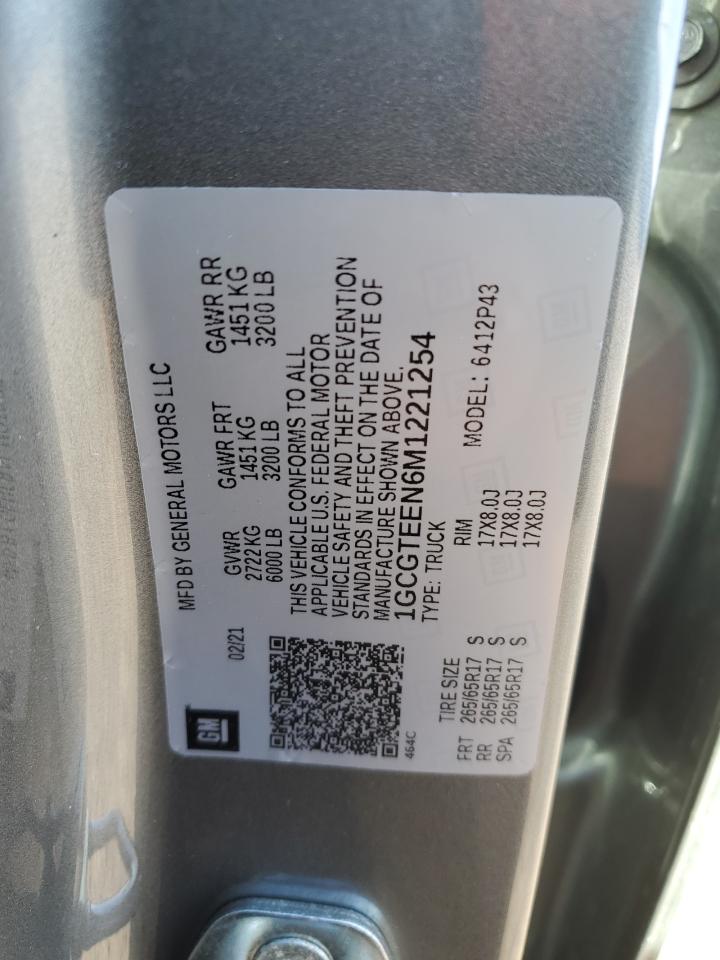 GM
02/21
MFD BY GENERAL MOTORS LLC
GVWR GAWR FRT GAWR RR
2722 KG 1451 KG 1451 KG
6000 LB 3200 LB 3200 LB
THIS VEHICLE CONFORMS TO ALL
APPLICABLE U.S. FEDERAL MOTOR
VEHICLE SAFETY AND THEFT PREVENTION
STANDARDS IN EFFECT ON THE DATE OF
MANUFACTURE SHOWN ABOVE.
1GCGTEEN6M1221254
464C
TYPE: TRUCK MODEL: 6412P43
TIRE SIZE RIM
FRT 265/65R17 S 17X8.0J
RR 265/65R17 S 17X8.0J
SPA 265/65R17 S 17X8.0J